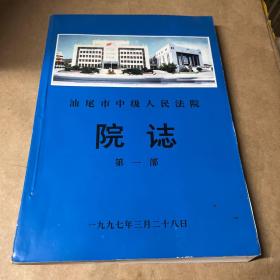 汕尾市中级人民法院
院誌
第一部
一九九七年三月二十八日